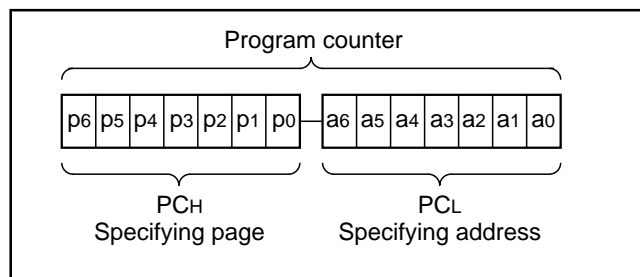 Program counter
p6 p5 p4 p3 p2 p1 p0 a6 a5 a4 a3 a2 a1 a0
PCH PCL
Specifying page Specifying address